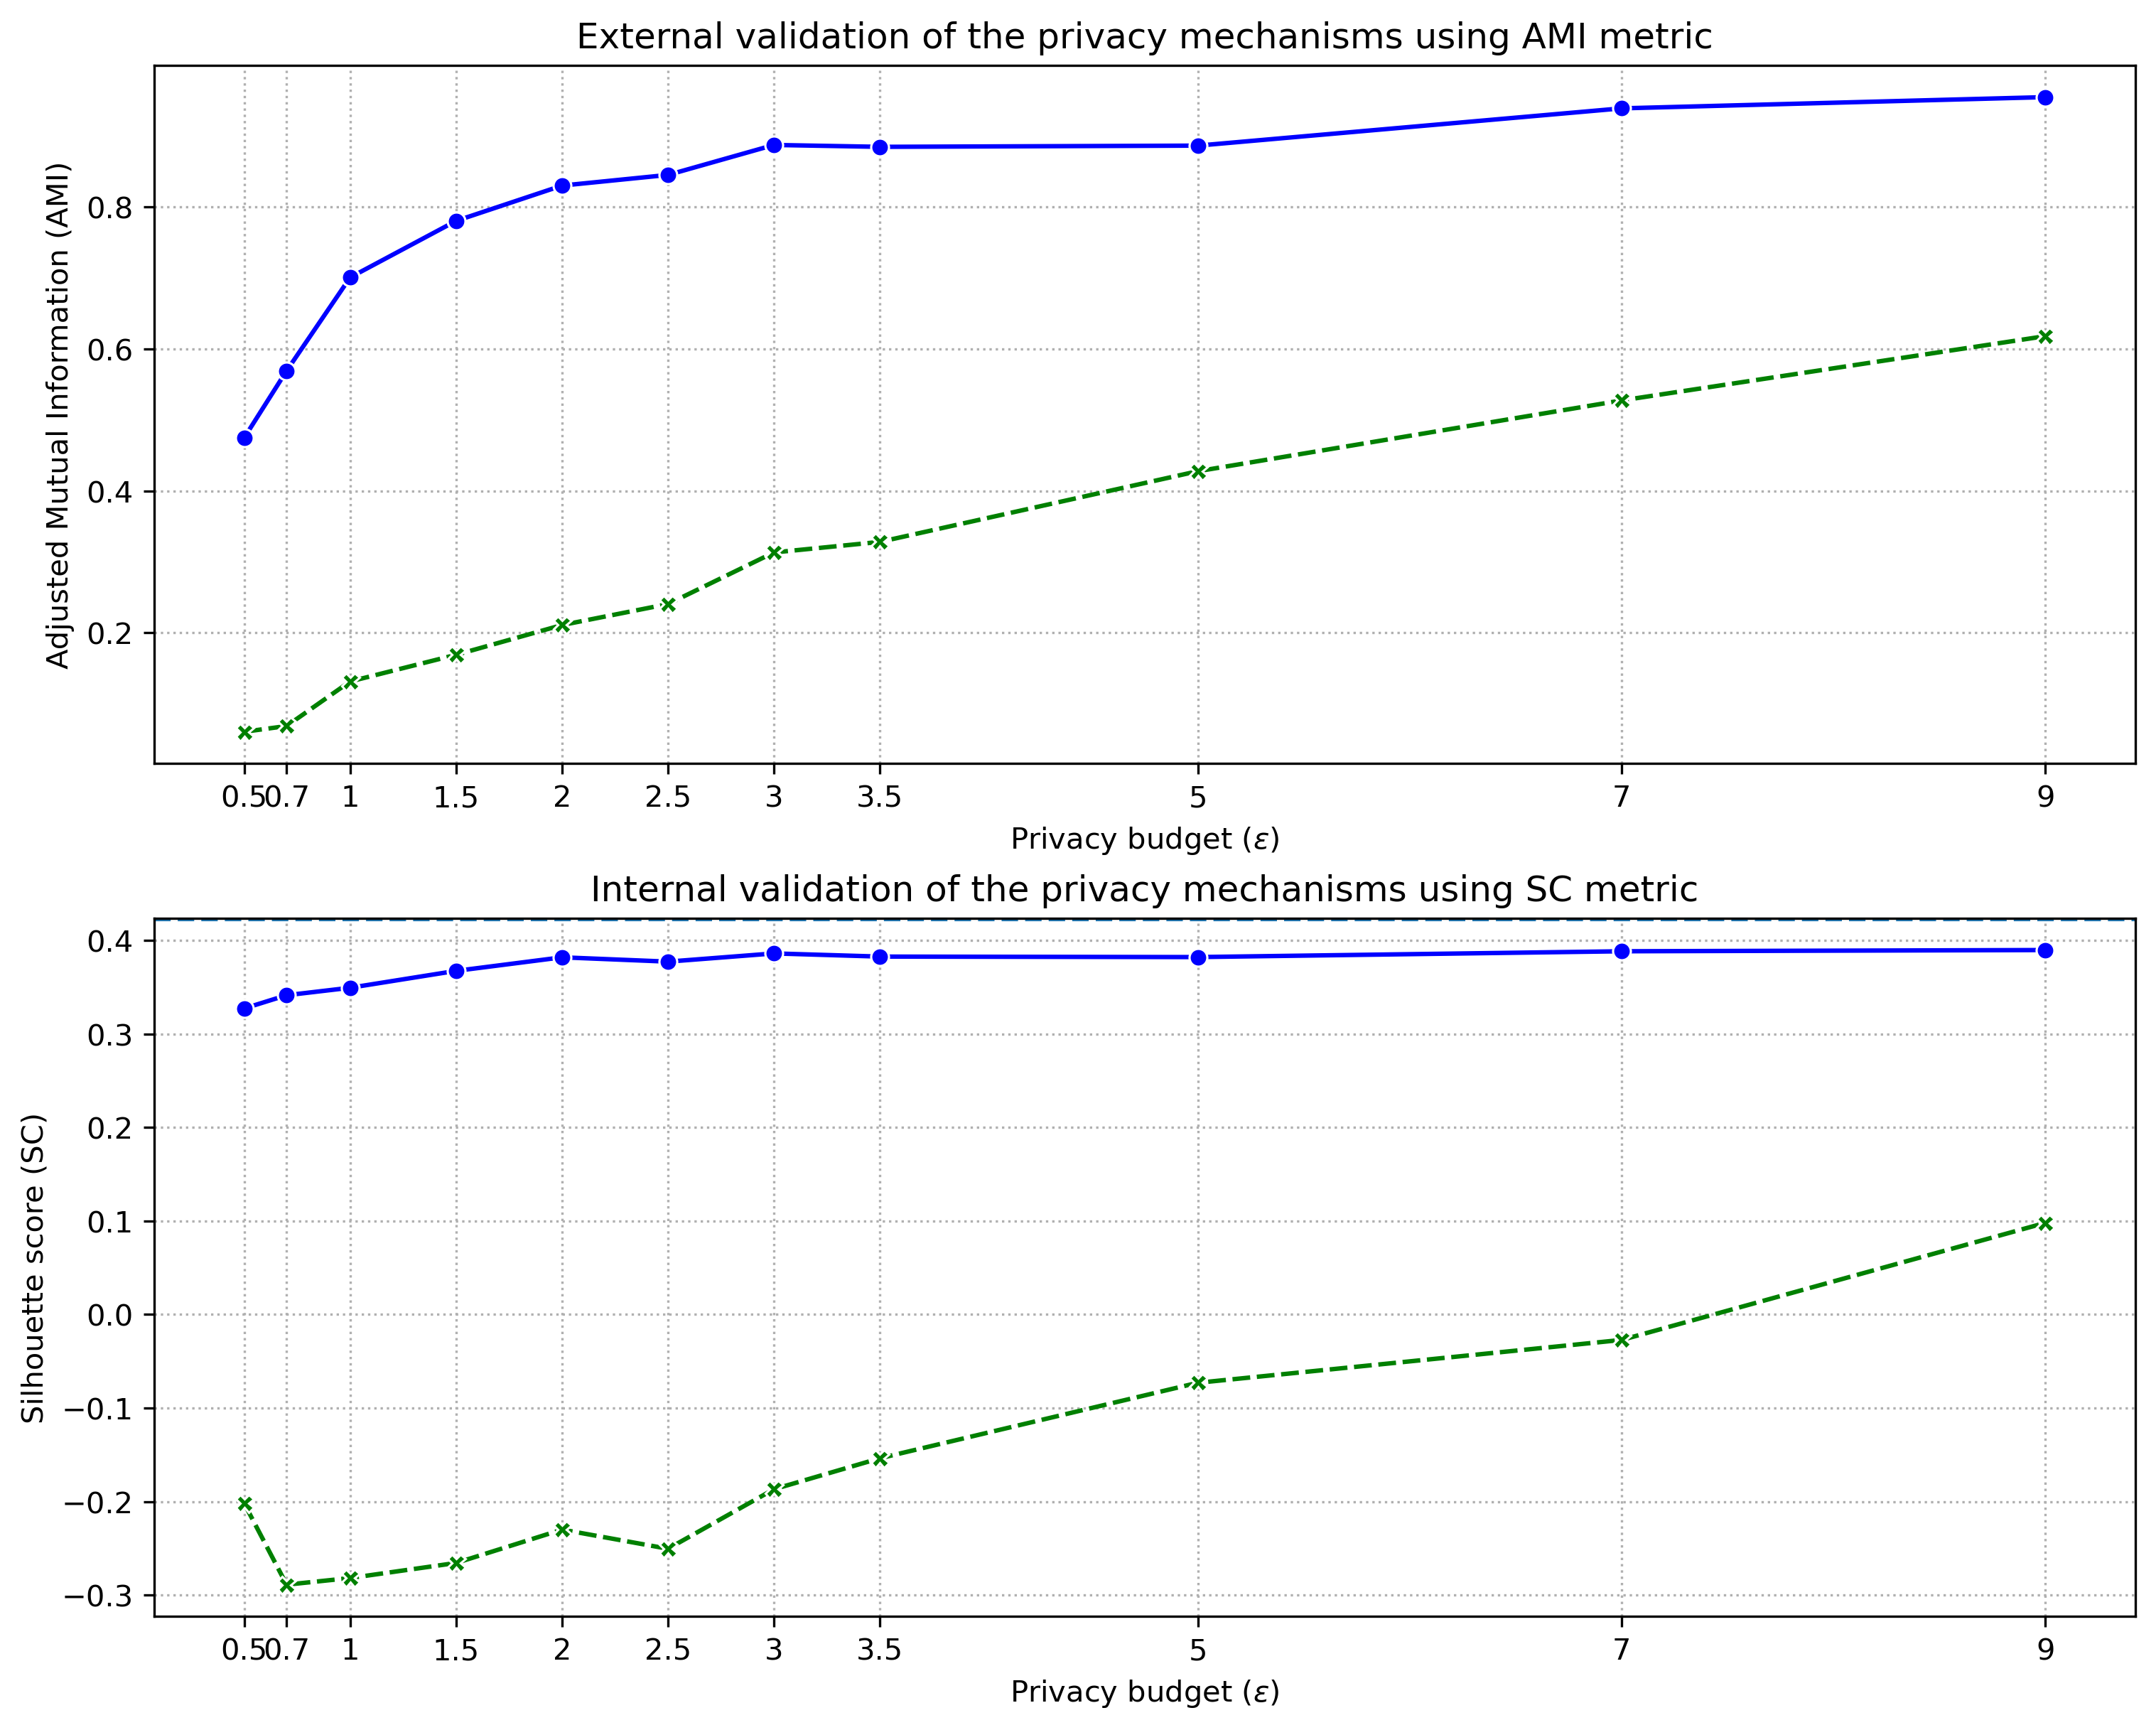 External validation of the privacy mechanisms using AMI metric
Adjusted Mutual Information (AMI)
0.8
0.6
0.4
0.2
0.5 0.7 1 1.5 2 2.5 3 3.5 5 7 9
Privacy budget (ε)
Internal validation of the privacy mechanisms using SC metric
Silhouette score (SC)
0.4
0.3
0.2
0.1
0.0
−0.1
−0.2
−0.3
0.5 0.7 1 1.5 2 2.5 3 3.5 5 7 9
Privacy budget (ε)